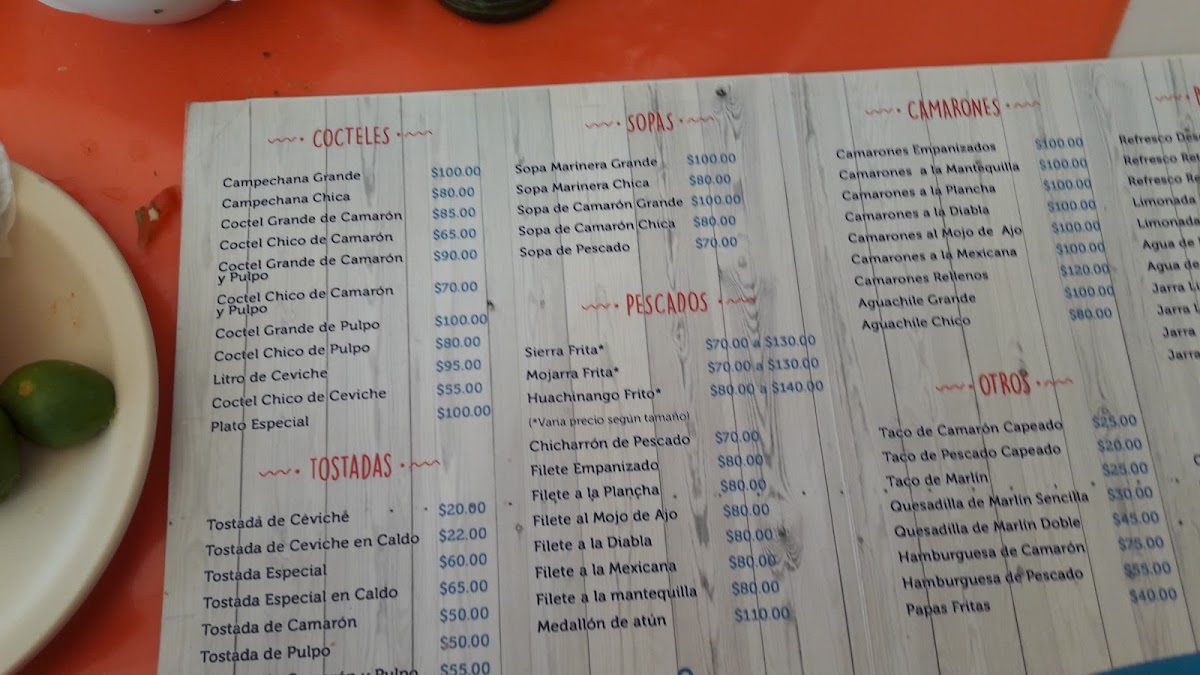 COCTELES
Campechana Grande $100.00
Campechana Chica $80.00
Coctel Grande de Camarón $85.00
Coctel Chico de Camarón $65.00
Coctel Grande de Camarón $90.00
y Pulpo
Coctel Chico de Camarón $70.00
y Pulpo
Coctel Grande de Pulpo $100.00
Coctel Chico de Pulpo $80.00
Litro de Ceviche $95.00
Coctel Chico de Ceviche $55.00
Plato Especial $100.00
TOSTADAS
Tostada de Ceviche $20.00
Tostada de Ceviche en Caldo $22.00
Tostada Especial $60.00
Tostada Especial en Caldo $65.00
Tostada de Camarón $50.00
Tostada de Pulpo $50.00
y Pulpo $55.00
SOPAS
Sopa Marinera Grande $100.00
Sopa Marinera Chica $80.00
Sopa de Camarón Grande $100.00
Sopa de Camarón Chica $80.00
Sopa de Pescado $70.00
PESCADOS
Sierra Frita* $70.00 a $130.00
Mojarra Frita* $70.00 a $130.00
Huachinango Frito* $80.00 a $140.00
(*Varia precio según tamaño)
Chicharrón de Pescado $70.00
Filete Empanizado $80.00
Filete a la Plancha $80.00
Filete al Mojo de Ajo $80.00
Filete a la Diabla $80.00
Filete a la Mexicana $80.00
Filete a la mantequilla $80.00
Medallón de atún $110.00
CAMARONES
Camarones Empanizados $100.00
Camarones a la Mantequilla $100.00
Camarones a la Plancha $100.00
Camarones a la Diabla $100.00
Camarones al Mojo de Ajo $100.00
Camarones a la Mexicana $100.00
Camarones Rellenos $120.00
Aguachile Grande $100.00
Aguachile Chico $80.00
OTROS
Taco de Camarón Capeado $25.00
Taco de Pescado Capeado $20.00
Taco de Marlín $25.00
Quesadilla de Marlin Sencilla $30.00
Quesadilla de Marlin Doble $45.00
Hamburguesa de Camarón $75.00
Hamburguesa de Pescado $55.00
Papas Fritas $40.00
Refresco
Refresco
Refresco
Limonada
Limonada
Agua de
Agua de
Jarra
Jarra
Jarra
Jarra